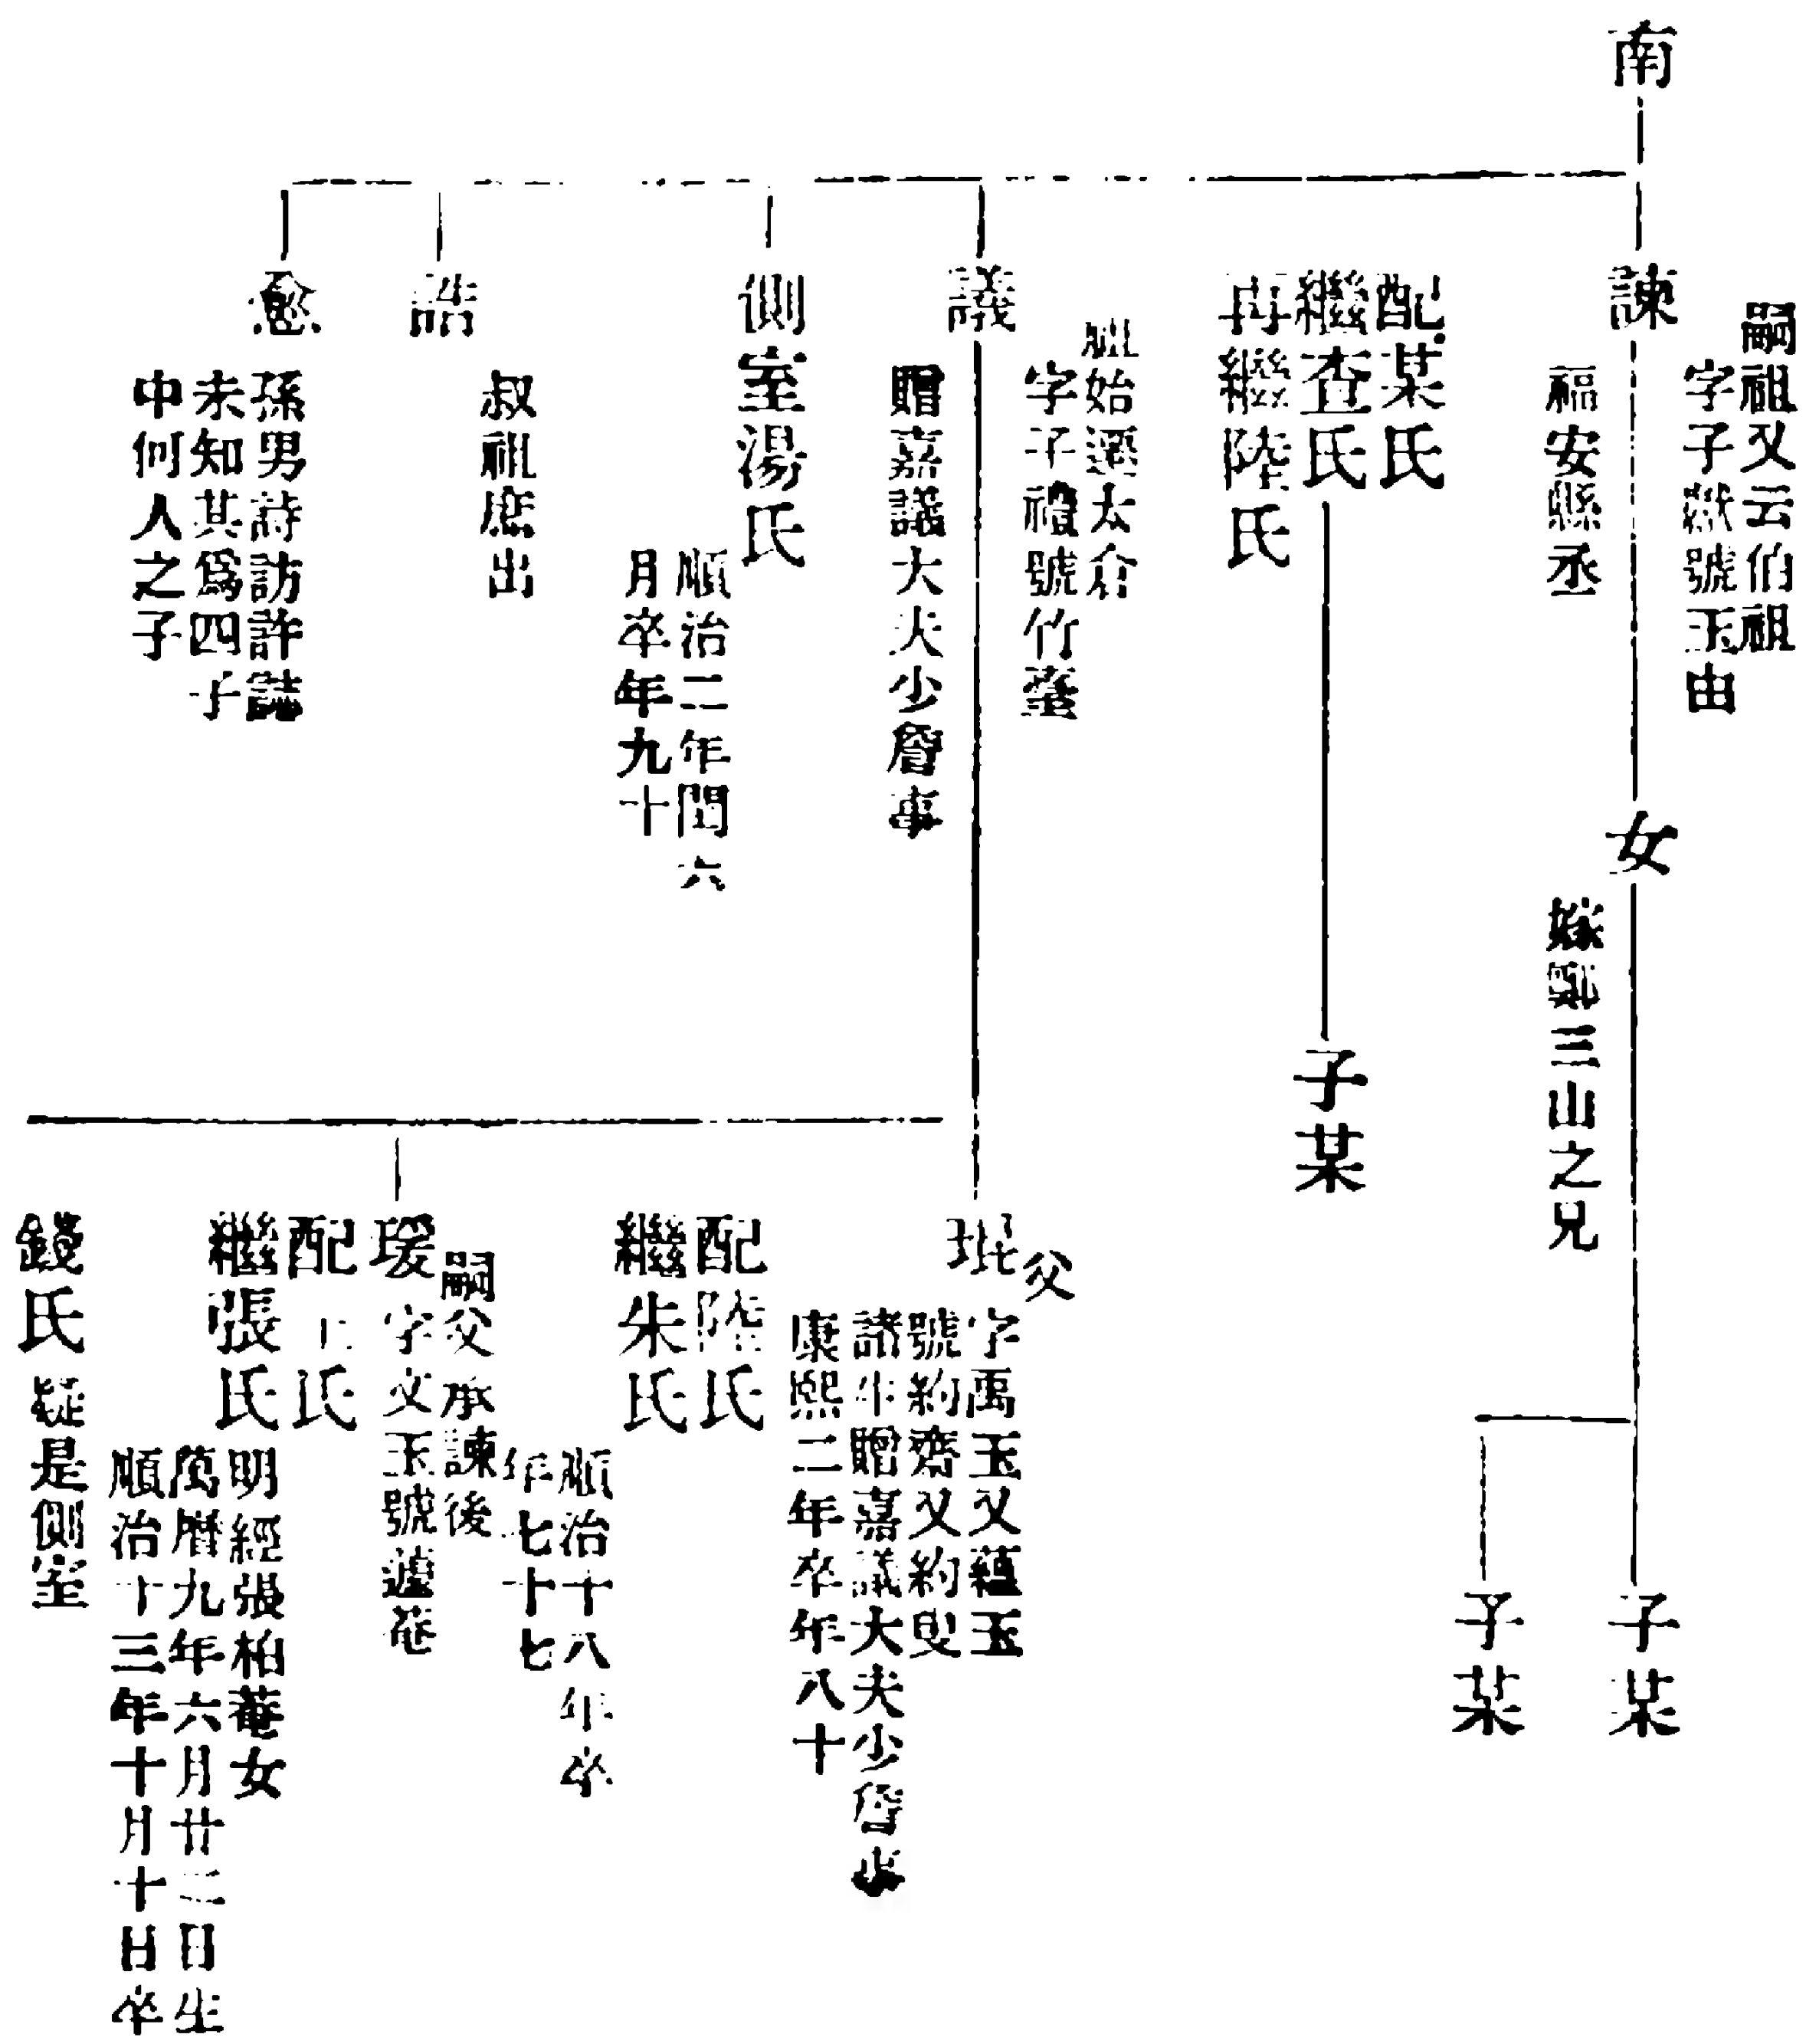 南
諫
嗣祖又云伯祖
字子猷號玉由
福安縣丞
女
嫁鄭三山之兄
子某
子某
配某氏
繼查氏
再繼陸氏
子某
議
祖始遷太倉
字子禮號竹臺
贈嘉議大夫少詹事
側室湯氏
順治二年閏六
月卒年九十
誥
叔祖庶出
愈
孫男詩訪許誌
未知其爲四子
中何人之子
琨
父
字禹玉又蘊玉
號約齋又約叟
諸生贈嘉議大夫少詹事
康熙二年卒年八十
配陸氏
繼朱氏
順治十八年卒
年七十七
瑗
嗣父承諫後
字文玉號蘧菴
配 氏
繼張氏
明經張柏菴女
萬曆九年六月廿二日生
順治十三年十月十日卒
錢氏
疑是側室